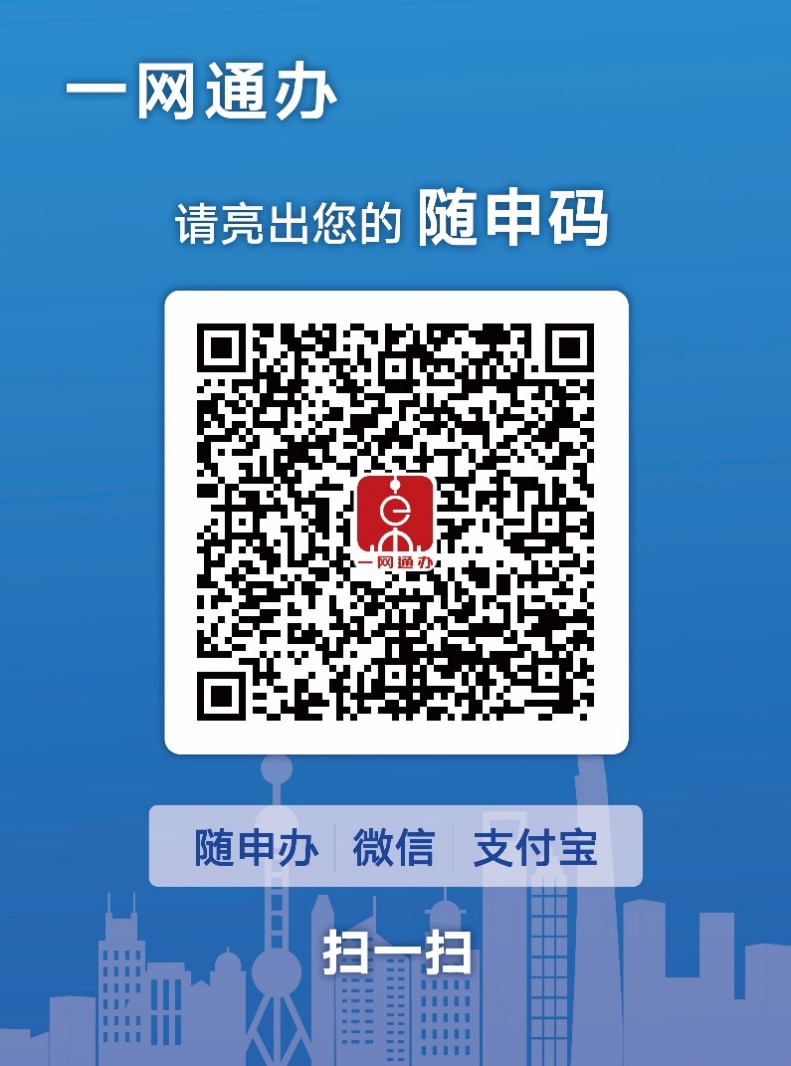 一网通办
请亮出您的 随申码
一网通办
随申办 微信 支付宝
扫一扫